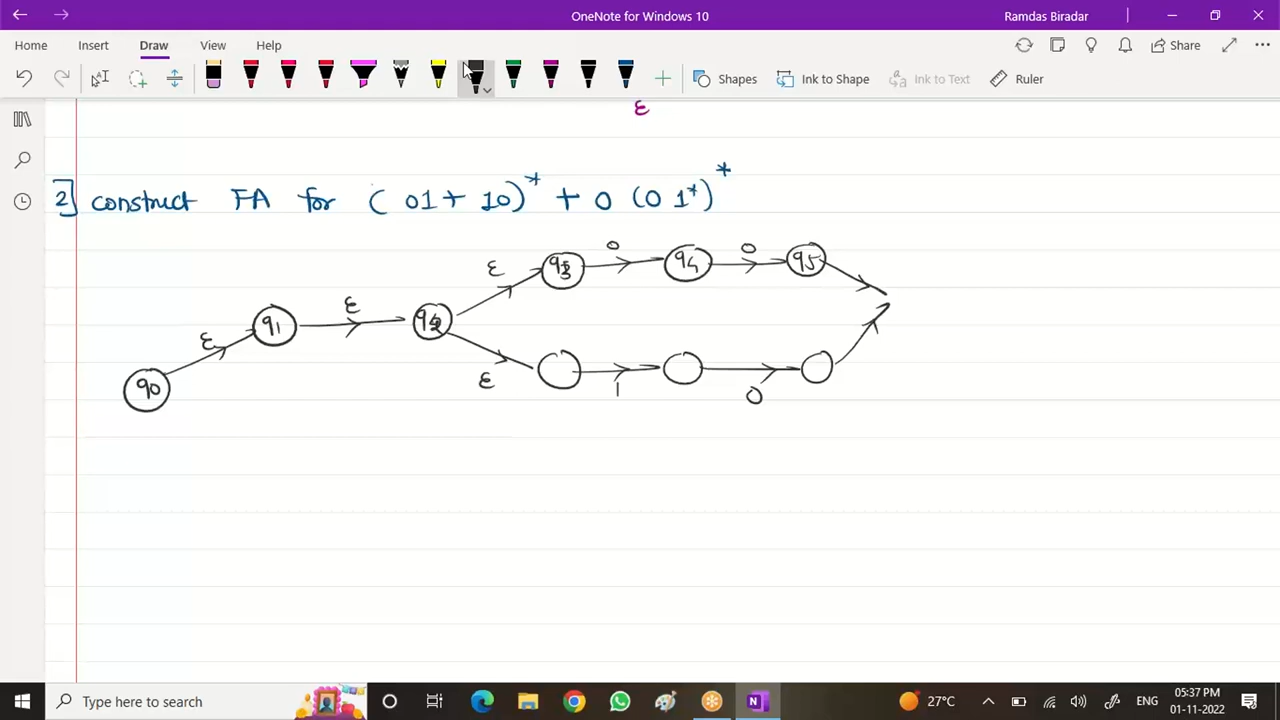 OneNote for Windows 10
Ramdas Biradar
Home Insert Draw View Help
Share
Shapes Ink to Shape Ink to Text Ruler
ε
2] construct FA for (01+10)* + 0(01*)*
ε 0 0
q3 q4 q5
ε ε
q1 q2
ε
q0 ε 1 0
Type here to search
27°C
ENG
05:37 PM
01-11-2022